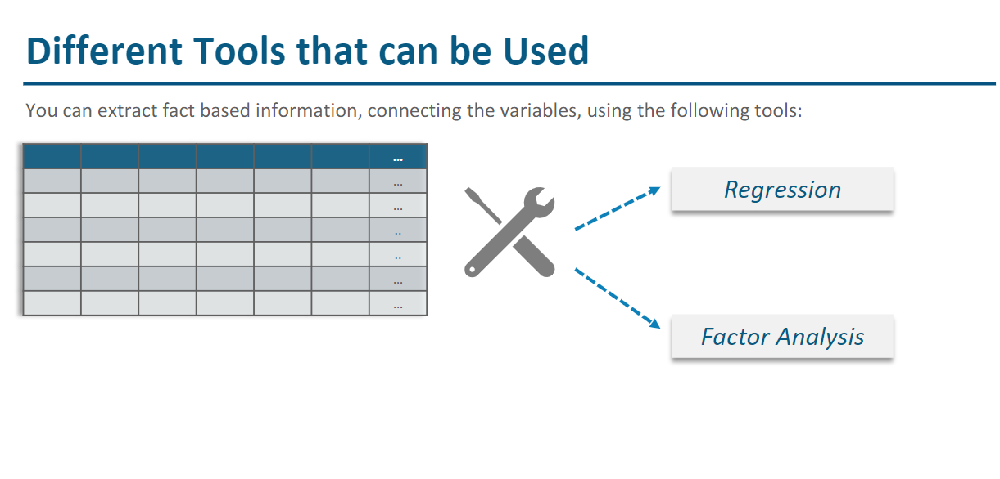 Different Tools that can be Used
You can extract fact based information, connecting the variables, using the following tools:
...
...
...
..
..
...
...
Regression
Factor Analysis